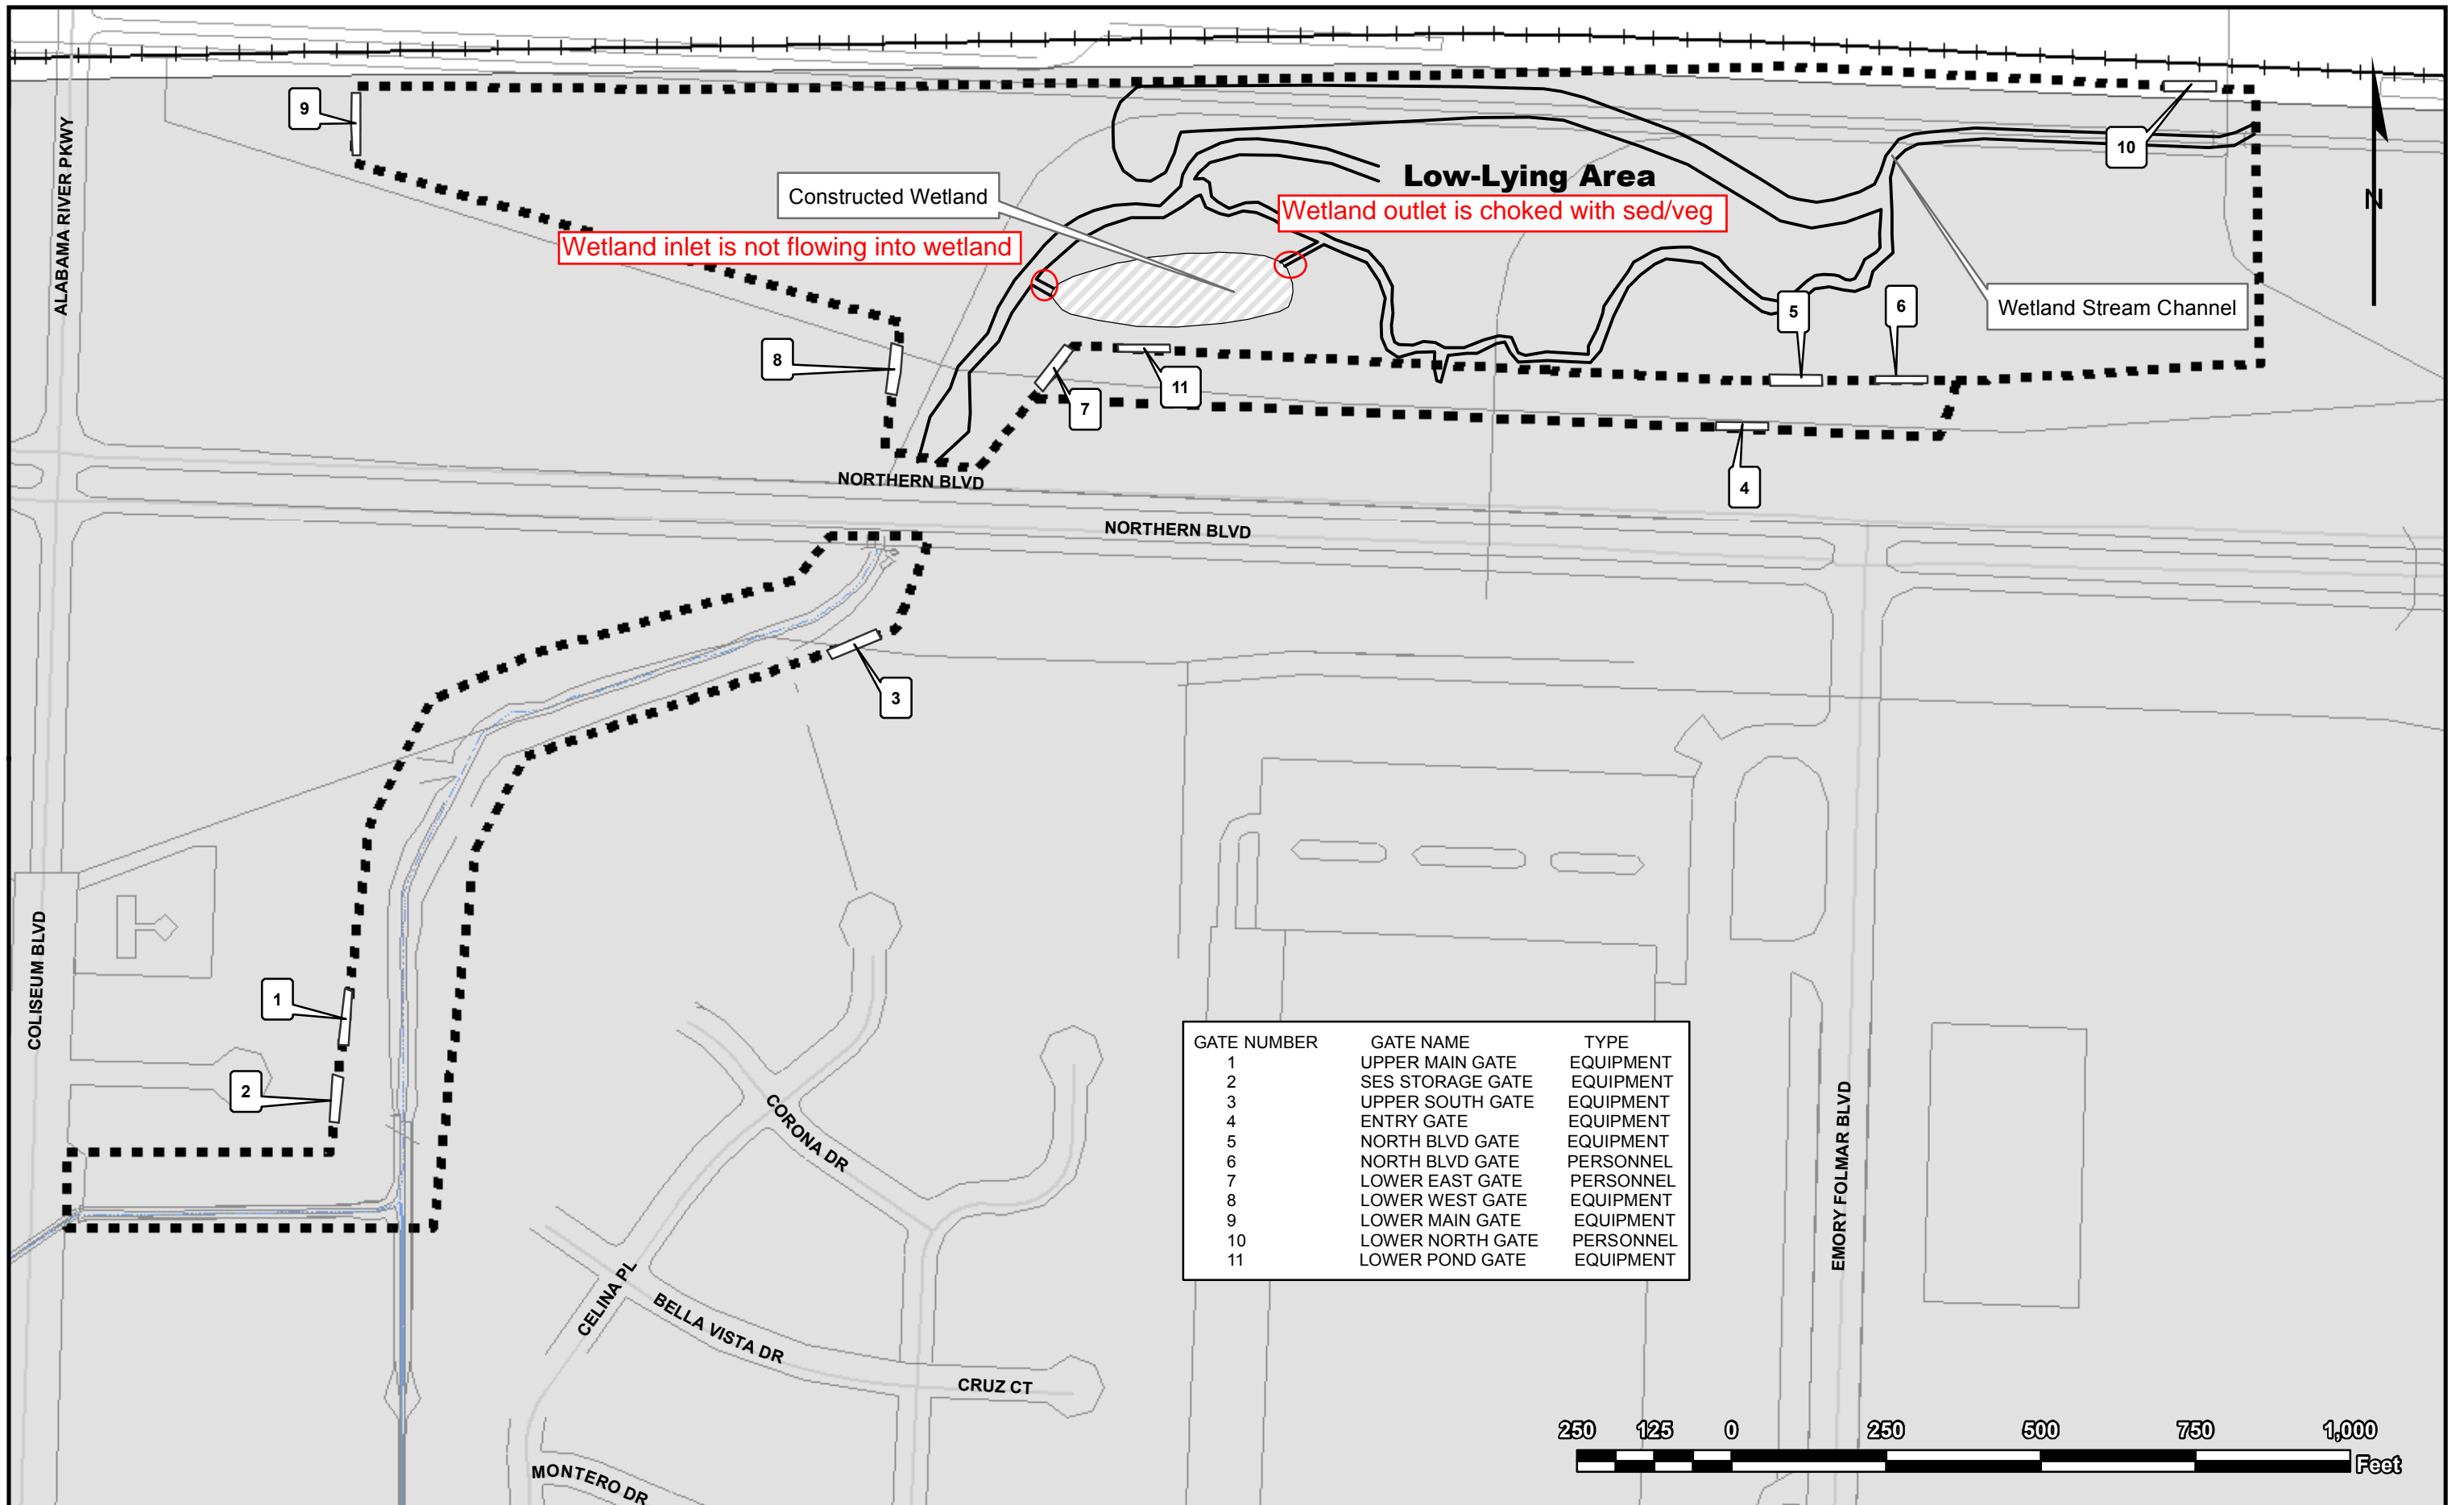 9
10
ALABAMA RIVER PKWY
Low-Lying Area
Constructed Wetland
Wetland outlet is choked with sed/veg
N
Wetland inlet is not flowing into wetland
5
6
Wetland Stream Channel
8
11
7
4
NORTHERN BLVD
NORTHERN BLVD
3
COLISEUM BLVD
1
2
GATE NUMBER GATE NAME TYPE
1 UPPER MAIN GATE EQUIPMENT
2 SES STORAGE GATE EQUIPMENT
3 UPPER SOUTH GATE EQUIPMENT
4 ENTRY GATE EQUIPMENT
5 NORTH BLVD GATE EQUIPMENT
6 NORTH BLVD GATE PERSONNEL
7 LOWER EAST GATE PERSONNEL
8 LOWER WEST GATE EQUIPMENT
9 LOWER MAIN GATE EQUIPMENT
10 LOWER NORTH GATE PERSONNEL
11 LOWER POND GATE EQUIPMENT
CORONA DR
EMORY FOLMAR BLVD
CELINA PL
BELLA VISTA DR
CRUZ CT
MONTERO DR
250 125 0 250 500 750 1,000
Feet